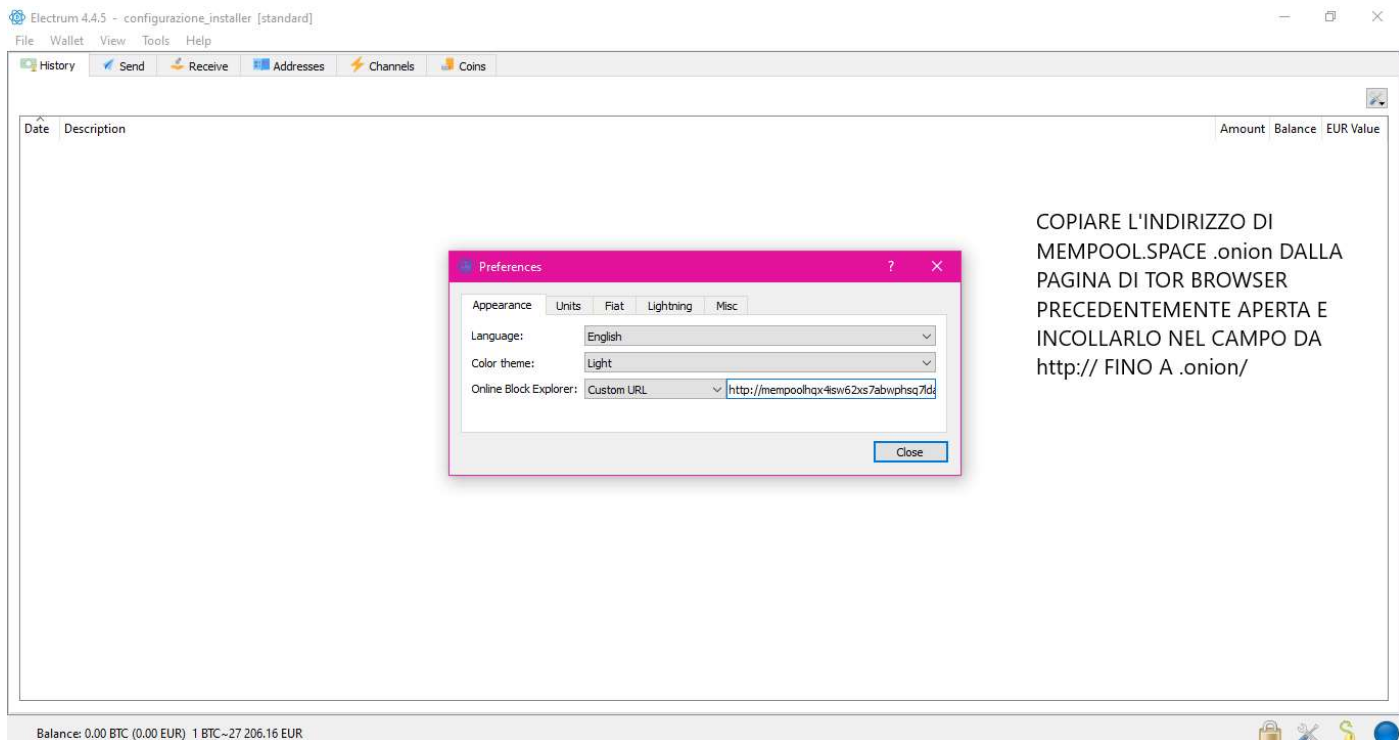 Electrum 4.4.5 - configurazione_installer [standard]
File Wallet View Tools Help
History Send Receive Addresses Channels Coins
Date Description Amount Balance EUR Value
COPIARE L'INDIRIZZO DI
MEMPOOL.SPACE .onion DALLA
PAGINA DI TOR BROWSER
PRECEDENTEMENTE APERTA E
INCOLLARLO NEL CAMPO DA
http:// FINO A .onion/
Preferences
Appearance Units Fiat Lightning Misc
Language: English
Color theme: Light
Online Block Explorer: Custom URL http://mempoolhqx4isw62xs7abwphsq7lda
Close
Balance: 0.00 BTC (0.00 EUR) 1 BTC~27 206.16 EUR